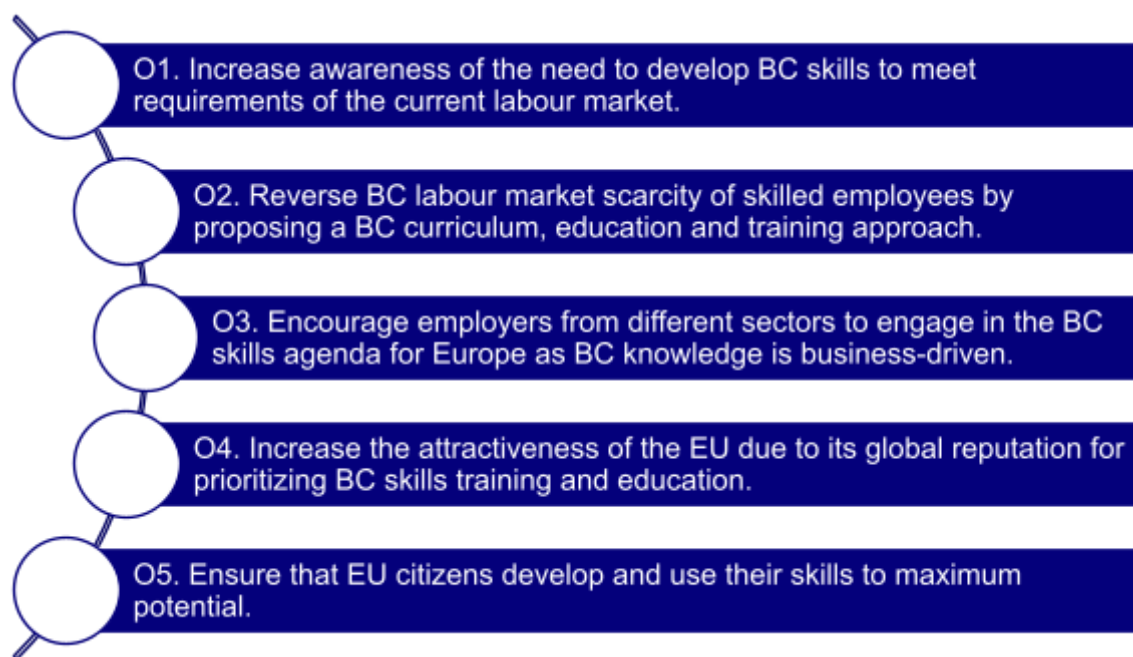 O1. Increase awareness of the need to develop BC skills to meet
requirements of the current labour market.
O2. Reverse BC labour market scarcity of skilled employees by
proposing a BC curriculum, education and training approach.
O3. Encourage employers from different sectors to engage in the BC
skills agenda for Europe as BC knowledge is business-driven.
O4. Increase the attractiveness of the EU due to its global reputation for
prioritizing BC skills training and education.
O5. Ensure that EU citizens develop and use their skills to maximum
potential.